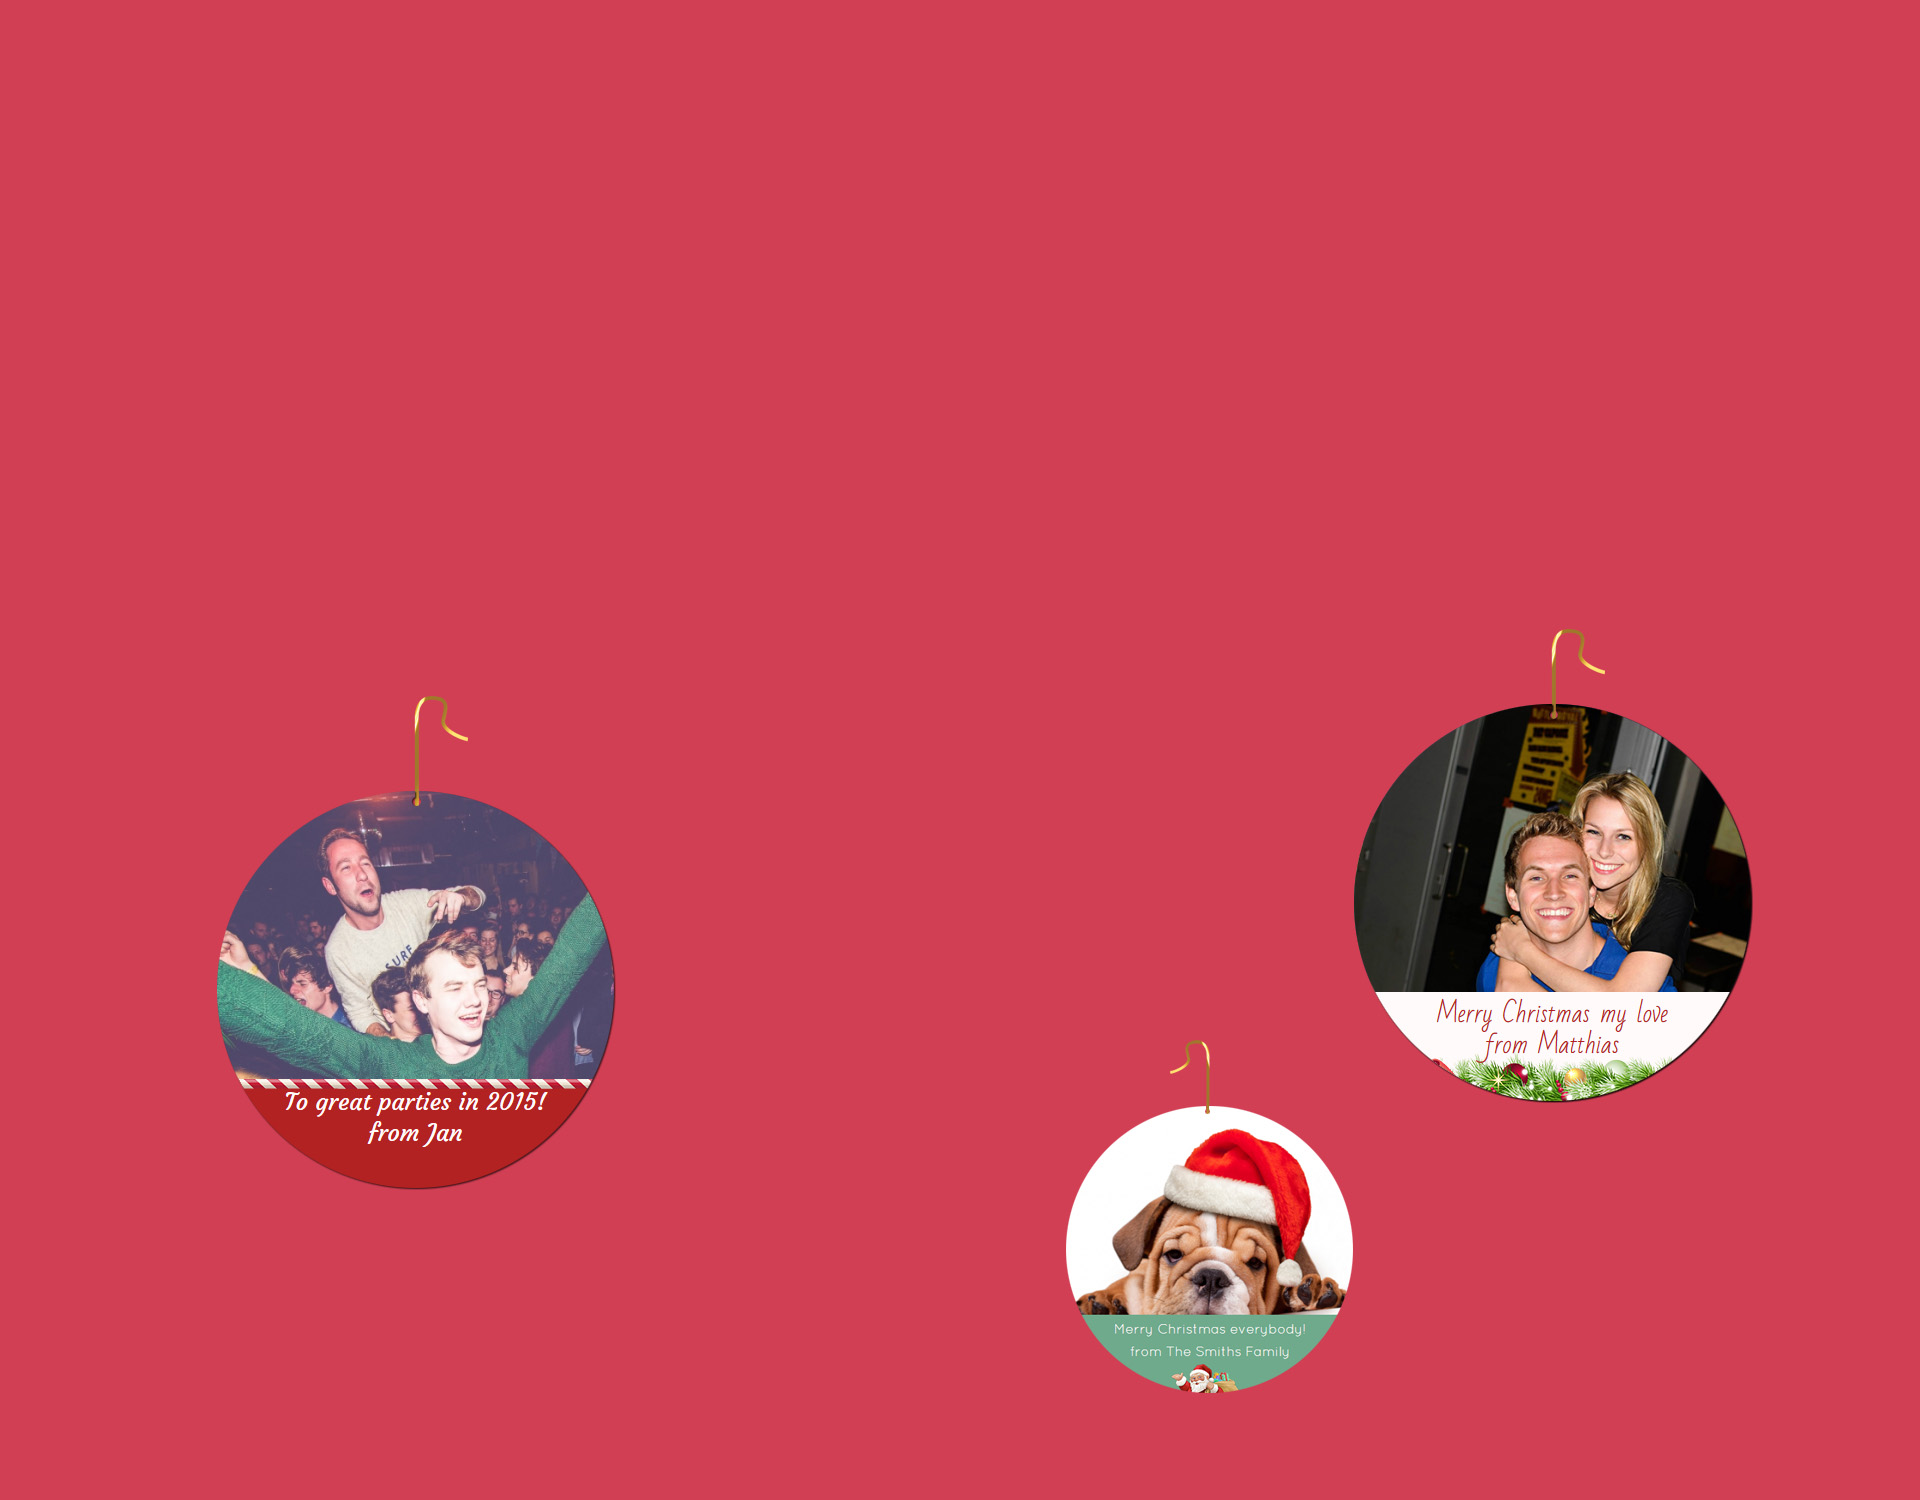 To great parties in 2015!
from Jan
SURF
Merry Christmas my love
from Matthias
Merry Christmas everybody!
from The Smiths Family